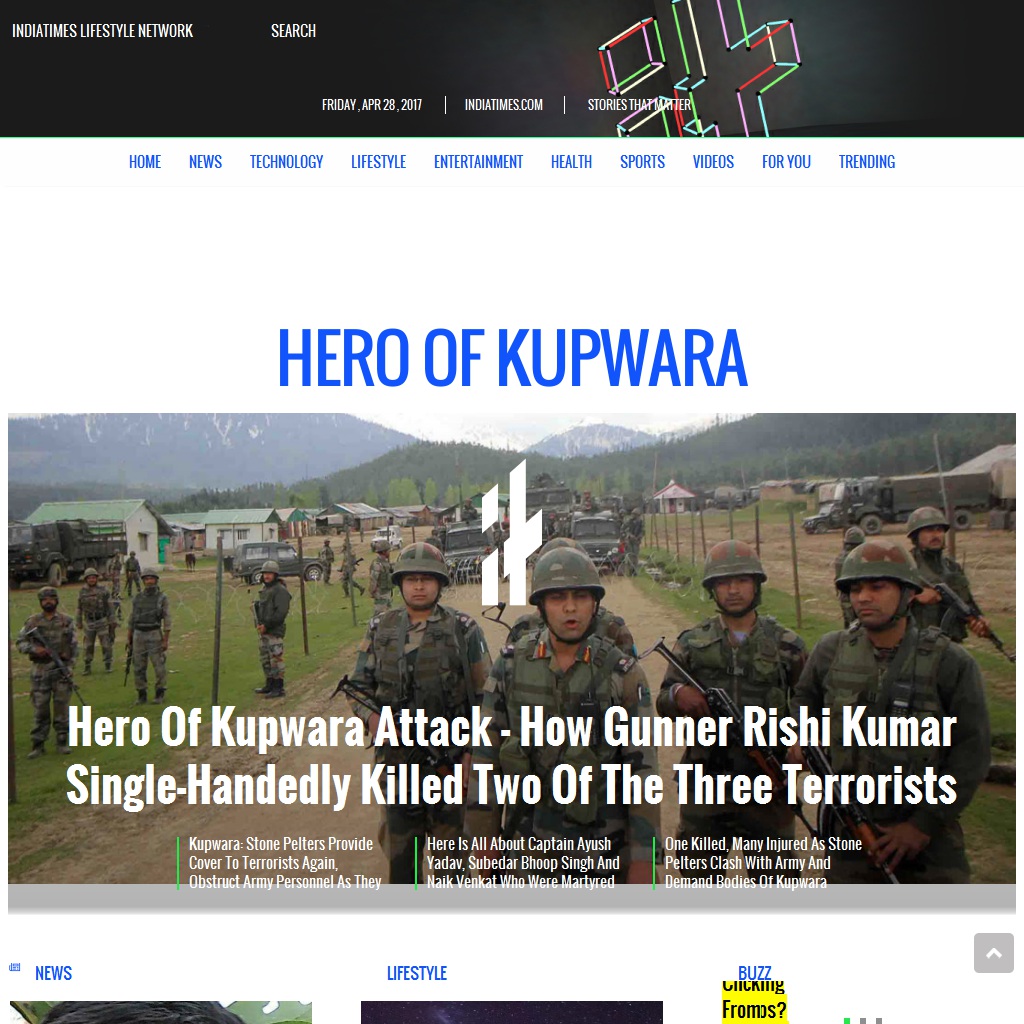 INDIATIMES LIFESTYLE NETWORK
SEARCH
FRIDAY, APR 28, 2017
INDIATIMES.COM
STORIES THAT MATTER
HOME NEWS TECHNOLOGY LIFESTYLE ENTERTAINMENT HEALTH SPORTS VIDEOS FOR YOU TRENDING
HERO OF KUPWARA
Hero Of Kupwara Attack - How Gunner Rishi Kumar
Single-Handedly Killed Two Of The Three Terrorists
Kupwara: Stone Pelters Provide
Cover To Terrorists Again,
Obstruct Army Personnel As They
Here Is All About Captain Ayush
Yadav, Subedar Bhoop Singh And
Naik Venkat Who Were Martyred
One Killed, Many Injured As Stone
Pelters Clash With Army And
Demand Bodies Of Kupwara
NEWS
LIFESTYLE
BUZZ
Clicking